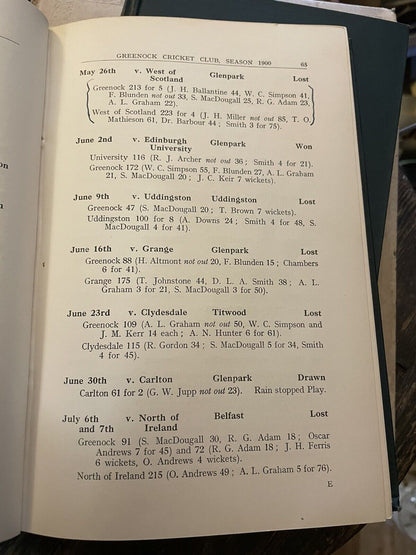 GREENOCK CRICKET CLUB, SEASON 1900 65
May 26th v. West of Scotland Glenpark Lost
Greenock 213 for 8 (J. H. Ballantine 44, W. C. Simpson 41,
F. Blunden not out 33, S. MacDougall 25, R. G. Adam 23,
A. L. Graham 22).
West of Scotland 223 for 4 (J. H. Miller not out 85, T. O.
Mathieson 61, Dr. Barbour 44; Smith 3 for 75).
June 2nd v. Edinburgh University Glenpark Won
University 116 (R. J. Archer not out 36; Smith 4 for 21).
Greenock 172 (W. C. Simpson 55, F. Blunden 27, A. L. Graham
21, S. MacDougall 20; J. C. Keir 7 wickets).
June 9th v. Uddingston Uddingston Lost
Greenock 47 (S. MacDougall 20; T. Brown 7 wickets).
Uddingston 100 for 8 (A. Downs 24; Smith 4 for 48, S.
MacDougall 4 for 41).
June 16th v. Grange Glenpark Lost
Greenock 88 (H. Altmont not out 20, F. Blunden 15; Chambers
6 for 41).
Grange 175 (T. Johnstone 44, D. L. A. Smith 38; A. L.
Graham 3 for 21, S. MacDougall 3 for 50).
June 23rd v. Clydesdale Titwood Lost
Greenock 109 (A. L. Graham not out 50, W. C. Simpson and
J. M. Kerr 14 each; A. N. Hunter 6 for 61).
Clydesdale 115 (R. Gordon 34; S. MacDougall 5 for 34, Smith
4 for 45).
June 30th v. Carlton Glenpark Drawn
Carlton 61 for 2 (G. W. Jupp not out 23). Rain stopped Play.
July 6th and 7th v. North of Ireland Belfast Lost
Greenock 91 (S. MacDougall 30, R. G. Adam 18; Oscar
Andrews 7 for 45) and 72 (R. G. Adam 18; J. H. Ferris
6 wickets, O. Andrews 4 wickets).
North of Ireland 215 (O. Andrews 49; A. L. Graham 5 for 76).
E